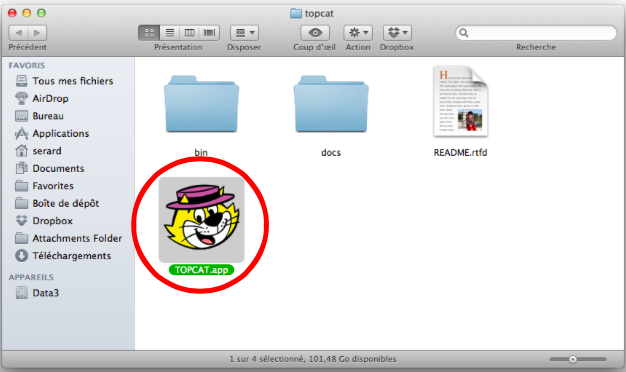 topcat
Précédent
Présentation
Disposer
Coup d'œil
Action
Dropbox
Recherche
FAVORIS
Tous mes fichiers
AirDrop
Bureau
Applications
serard
Documents
Favorites
Boîte de dépôt
Dropbox
Attachments Folder
Téléchargements
APPAREILS
Data3
bin
docs
README.rtfd
TOPCAT.app
1 sur 4 sélectionné, 101,48 Go disponibles